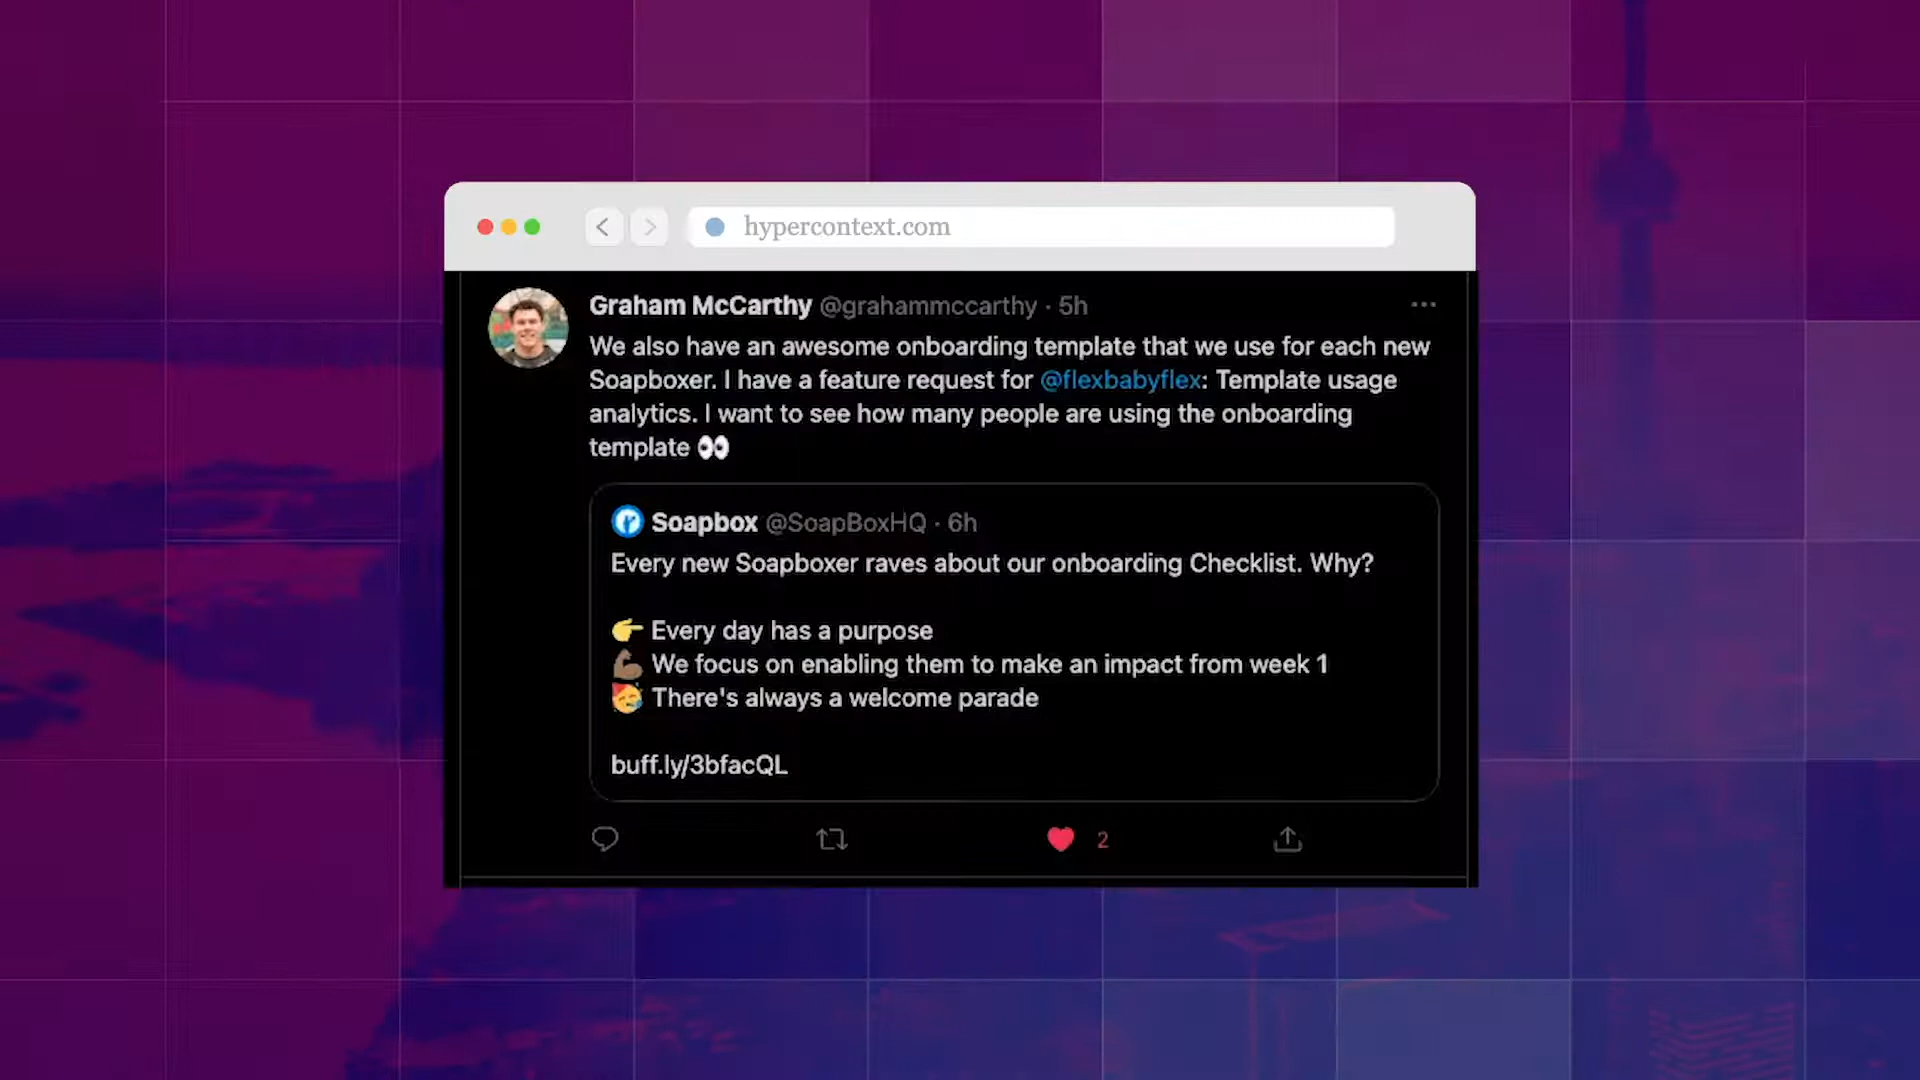 hypercontext.com
Graham McCarthy @grahammccarthy · 5h
We also have an awesome onboarding template that we use for each new
Soapboxer. I have a feature request for @flexbabyflex: Template usage
analytics. I want to see how many people are using the onboarding
template 👀
Soapbox @SoapBoxHQ · 6h
Every new Soapboxer raves about our onboarding Checklist. Why?
👉 Every day has a purpose
💪🏾 We focus on enabling them to make an impact from week 1
🥳 There's always a welcome parade
buff.ly/3bfacQL
2